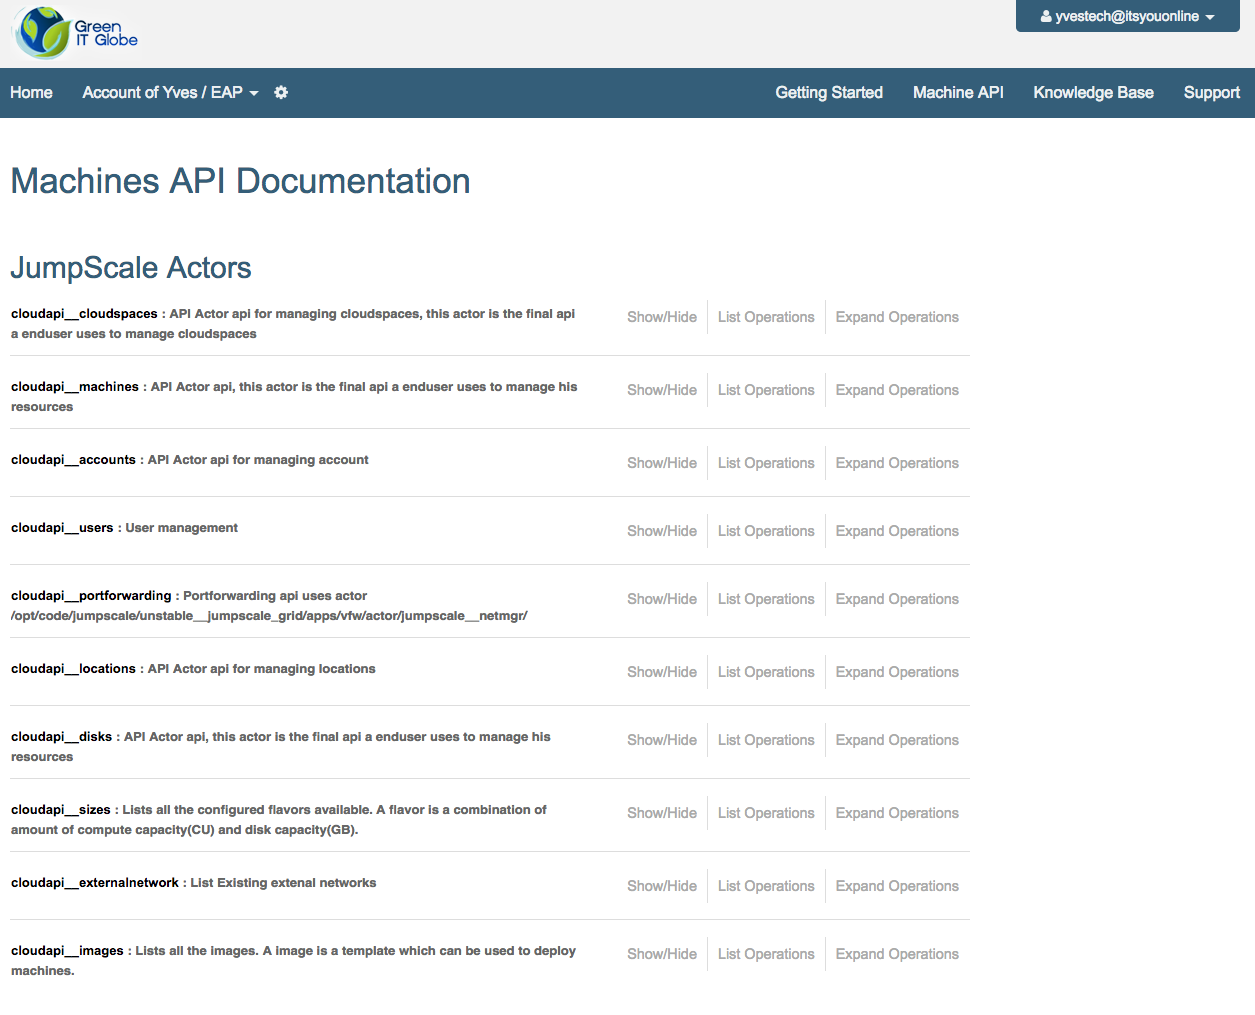 Green
IT Globe
yvestech@itsyouonline
Home Account of Yves / EAP Getting Started Machine API Knowledge Base Support
Machines API Documentation
JumpScale Actors
cloudapi__cloudspaces : API Actor api for managing cloudspaces, this actor is the final api
a enduser uses to manage cloudspaces
Show/Hide List Operations Expand Operations
cloudapi__machines : API Actor api, this actor is the final api a enduser uses to manage his
resources
Show/Hide List Operations Expand Operations
cloudapi__accounts : API Actor api for managing account
Show/Hide List Operations Expand Operations
cloudapi__users : User management
Show/Hide List Operations Expand Operations
cloudapi__portforwarding : Portforwarding api uses actor
/opt/code/jumpscale/unstable__jumpscale_grid/apps/vfw/actor/jumpscale__netmgr/
Show/Hide List Operations Expand Operations
cloudapi__locations : API Actor api for managing locations
Show/Hide List Operations Expand Operations
cloudapi__disks : API Actor api, this actor is the final api a enduser uses to manage his
resources
Show/Hide List Operations Expand Operations
cloudapi__sizes : Lists all the configured flavors available. A flavor is a combination of
amount of compute capacity(CU) and disk capacity(GB).
Show/Hide List Operations Expand Operations
cloudapi__externalnetwork : List Existing extenal networks
Show/Hide List Operations Expand Operations
cloudapi__images : Lists all the images. A image is a template which can be used to deploy
machines.
Show/Hide List Operations Expand Operations